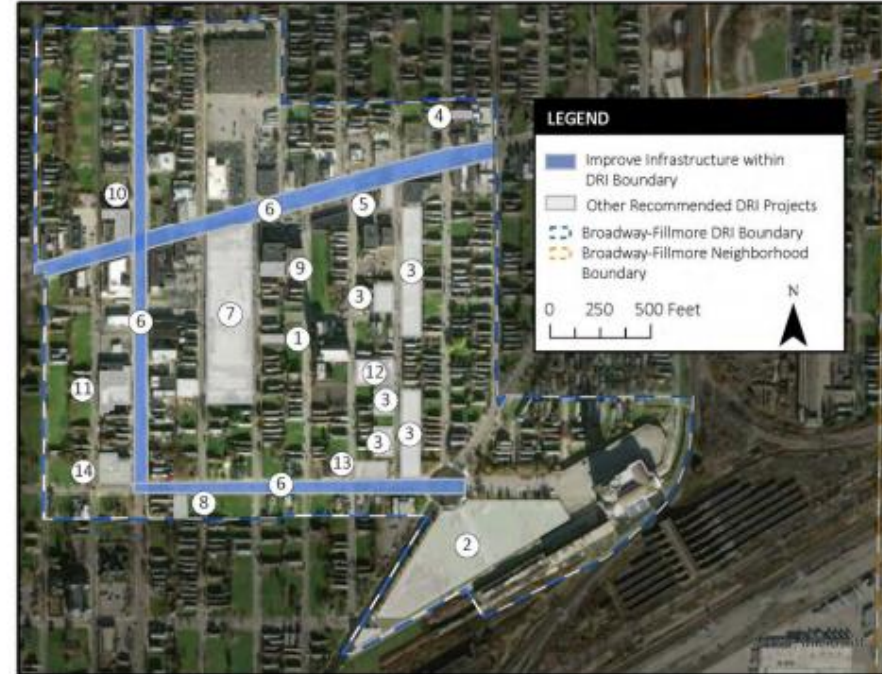 LEGEND
Improve Infrastructure within
DRI Boundary
Other Recommended DRI Projects
Broadway-Fillmore DRI Boundary
Broadway-Fillmore Neighborhood
Boundary
0 250 500 Feet
N
4
10
6
5
9
3
3
7
6
1
12
11
3
3
3
14
13
6
8
2